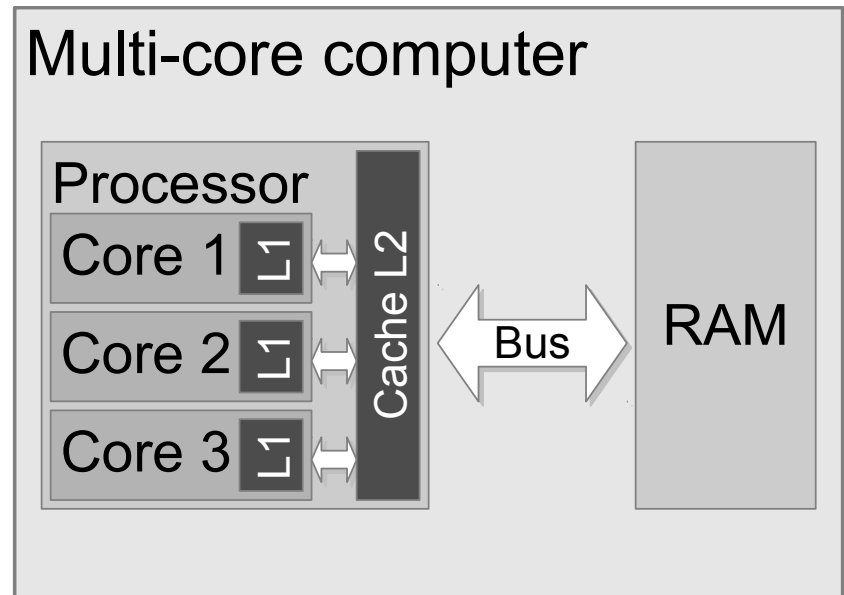 Multi-core computer
Processor
Core 1
L1
Core 2
L1
Core 3
L1
Cache L2
Bus
RAM